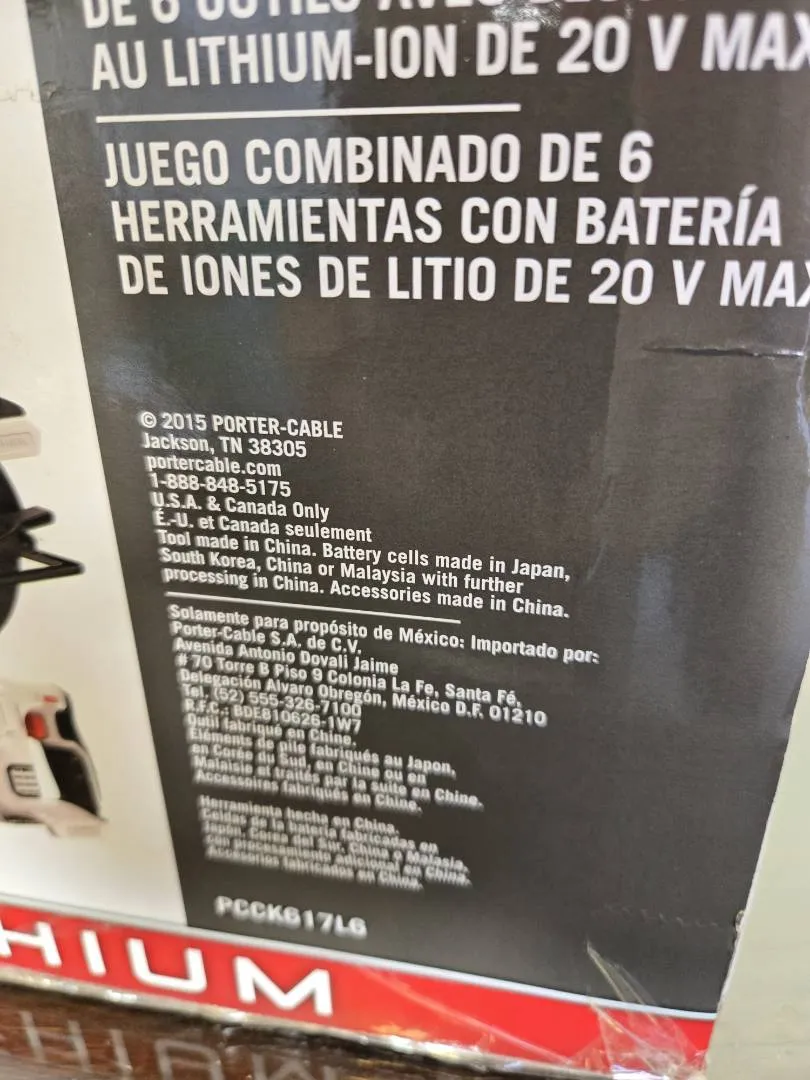 DE 6 OUTILS AVEC
AU LITHIUM-ION DE 20 V MAX
JUEGO COMBINADO DE 6
HERRAMIENTAS CON BATERÍA
DE IONES DE LITIO DE 20 V MAX
© 2015 PORTER-CABLE
Jackson, TN 38305
portercable.com
1-888-848-5175
U.S.A. & Canada Only
É.-U. et Canada seulement
Tool made in China. Battery cells made in Japan,
South Korea, China or Malaysia with further
processing in China. Accessories made in China.
Solamente para propósito de México: Importado por:
Porter-Cable S.A. de C.V.
Avenida Antonio Dovali Jaime
# 70 Torre B Piso 9 Colonia La Fe, Santa Fé,
Delegación Alvaro Obregón, México D.F. 01210
Tel. (52) 555-326-7100
R.F.C.: BDE810626-1W7
Outil fabriqué en Chine.
Éléments de pile fabriqués au Japon,
en Corée du Sud, en Chine ou en
Malaisie et traités par la suite en Chine.
Accessoires fabriqués en Chine.
Herramienta hecha en China.
Celdas de la batería fabricadas en
Japón, Corea del Sur, China o Malasia,
con procesamiento adicional en China.
Accesorios fabricados en China.
PCCK617L6
HIUM